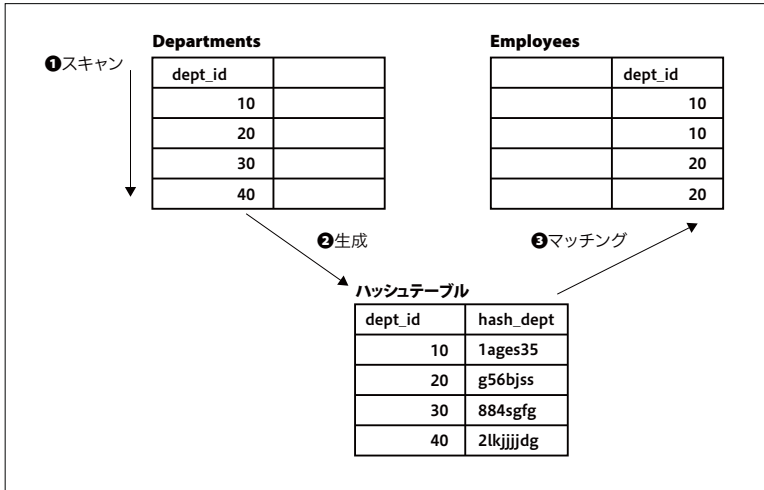 Departments
Employees
❶スキャン
dept_id
10
20
30
40
dept_id
10
10
20
20
❷生成
❸マッチング
ハッシュテーブル
dept_id hash_dept
10 1ages35
20 g56bjss
30 884sgfg
40 2lkjjjjdg